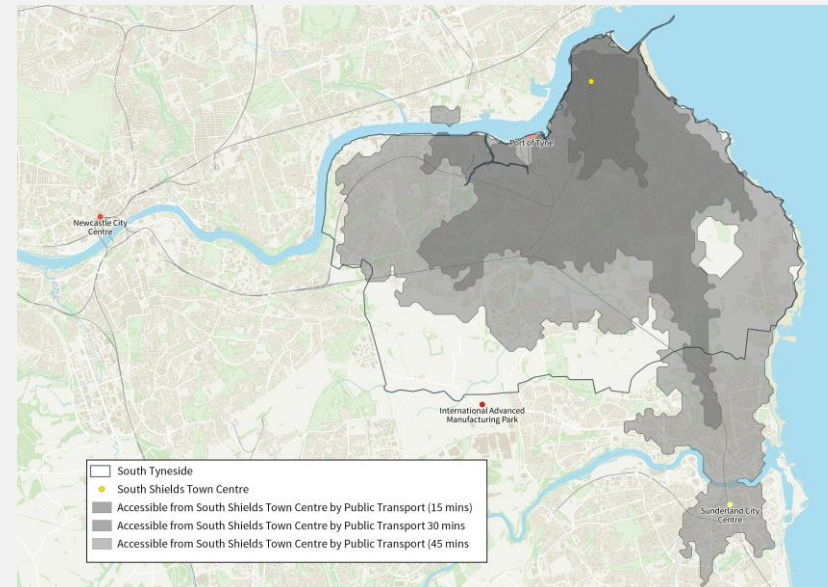 Port of Tyne
Newcastle City
Centre
International Advanced
Manufacturing Park
South Tyneside
South Shields Town Centre
Accessible from South Shields Town Centre by Public Transport (15 mins)
Accessible from South Shields Town Centre by Public Transport 30 mins
Accessible from South Shields Town Centre by Public Transport (45 mins
Sunderland City
Centre